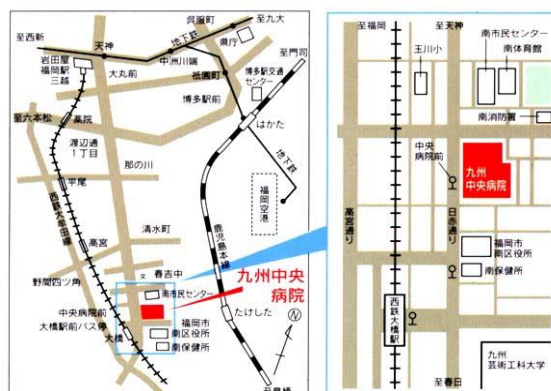 至西新
天神
呉服町
至九大
地下鉄
県庁
中洲川端
至門司
岩田屋
福岡駅
三越
大丸前
祇園町
博多駅交通
センター
博多駅前
至六本松
薬院
はかた
渡辺通
1丁目
地下鉄
那の川
平尾
福岡空港
西鉄大牟田線
清水町
鹿児島本線
高宮
春吉中
野間四ツ角
南市民センター
九州中央
病院
中央病院前
大橋駅前バス停
大橋
福岡市
南区役所
南保健所
たけした
N
至鳥栖
至福岡
至天神
玉川小
南市民センター
南体育館
南消防署
中央
病院前
九州
中央病院
高宮通り
日赤通り
福岡市
南区役所
南保健所
西鉄大橋駅
九州
芸術工科大学
至春日